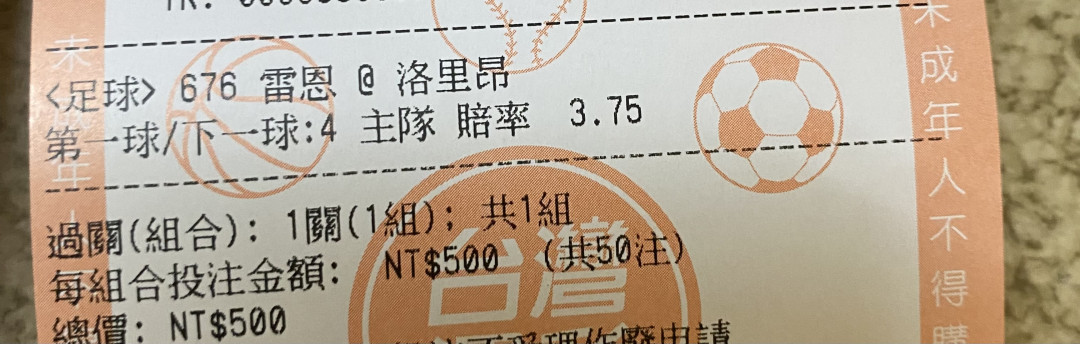 <足球> 676 雷恩 @ 洛里昂
第一球/下一球:4 主隊 賠率 3.75
過關(組合): 1關(1組); 共1組
每組合投注金額: NT$500 (共50注)
總價: NT$500
台灣
未成年人不得購